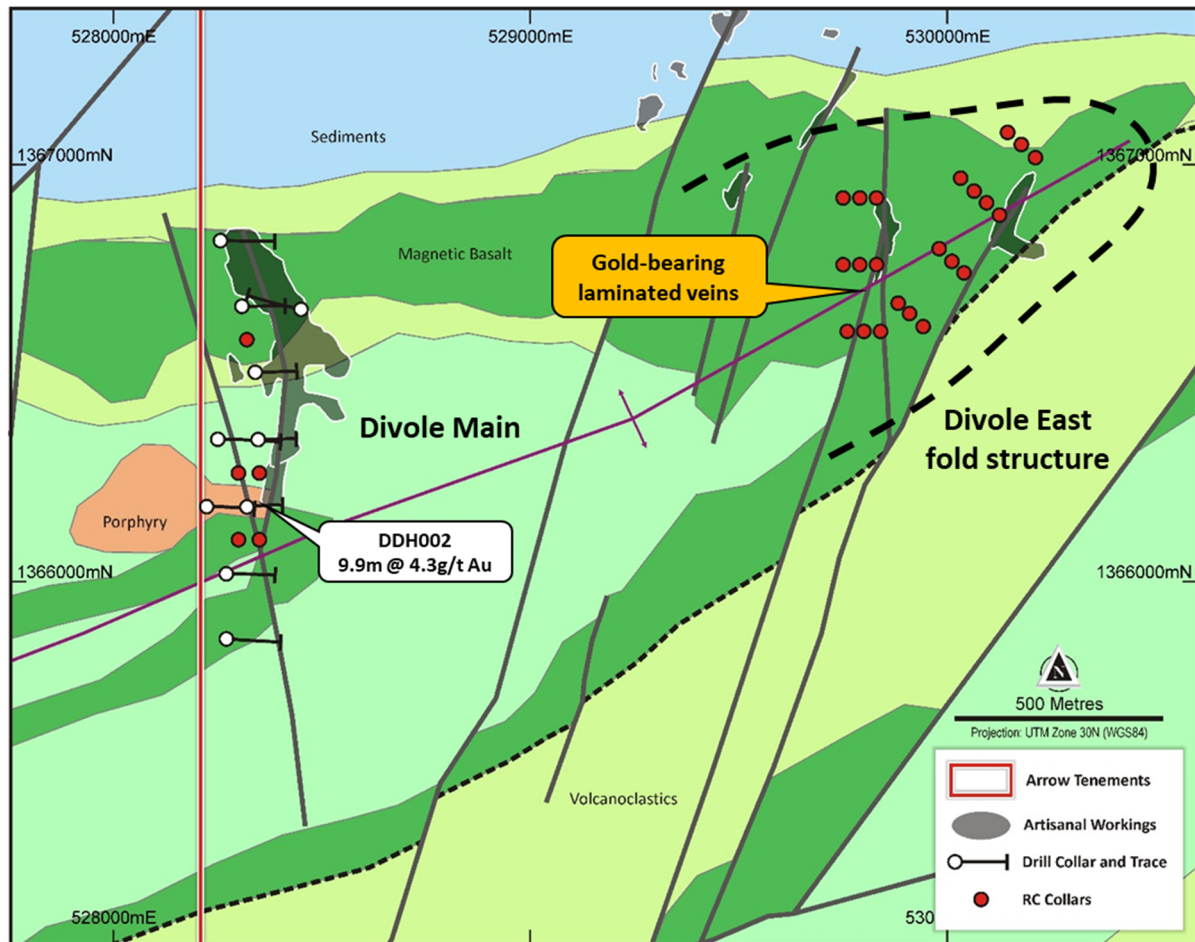 528000mE
529000mE
530000mE
Sediments
1367000mN
1367000mN
Magnetic Basalt
Gold-bearing
laminated veins
Divole Main
Divole East
fold structure
Porphyry
DDH002
9.9m @ 4.3g/t Au
1366000mN
1366000mN
N
500 Metres
Projection: UTM Zone 30N (WGS84)
Volcanoclastics
Arrow Tenements
Artisanal Workings
Drill Collar and Trace
RC Collars
528000mE
530